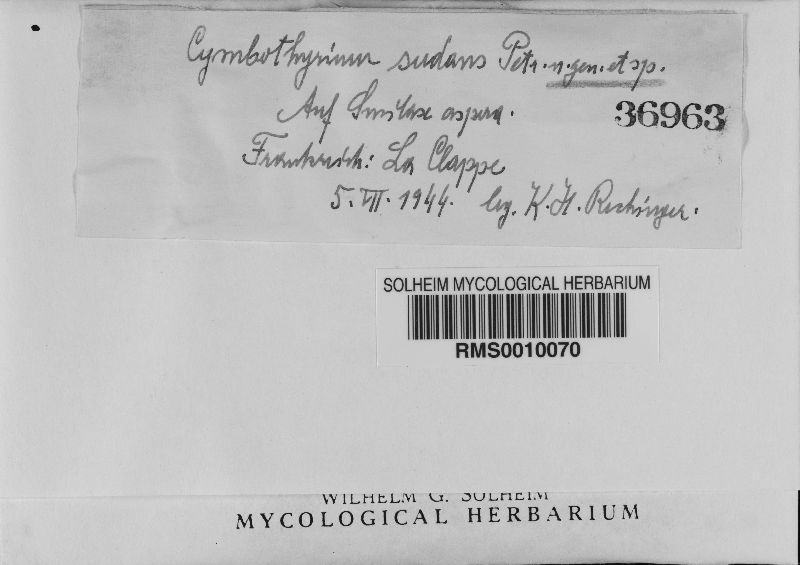 Cymbothyrium sudans Petr. n. gen. et sp.
Auf Smilax aspera.
36963
Frankreich: La Clappe
5. VII. 1944. leg. K. H. Rechinger.
SOLHEIM MYCOLOGICAL HERBARIUM
RMS0010070
WILHELM G. SOLHEIM
MYCOLOGICAL HERBARIUM